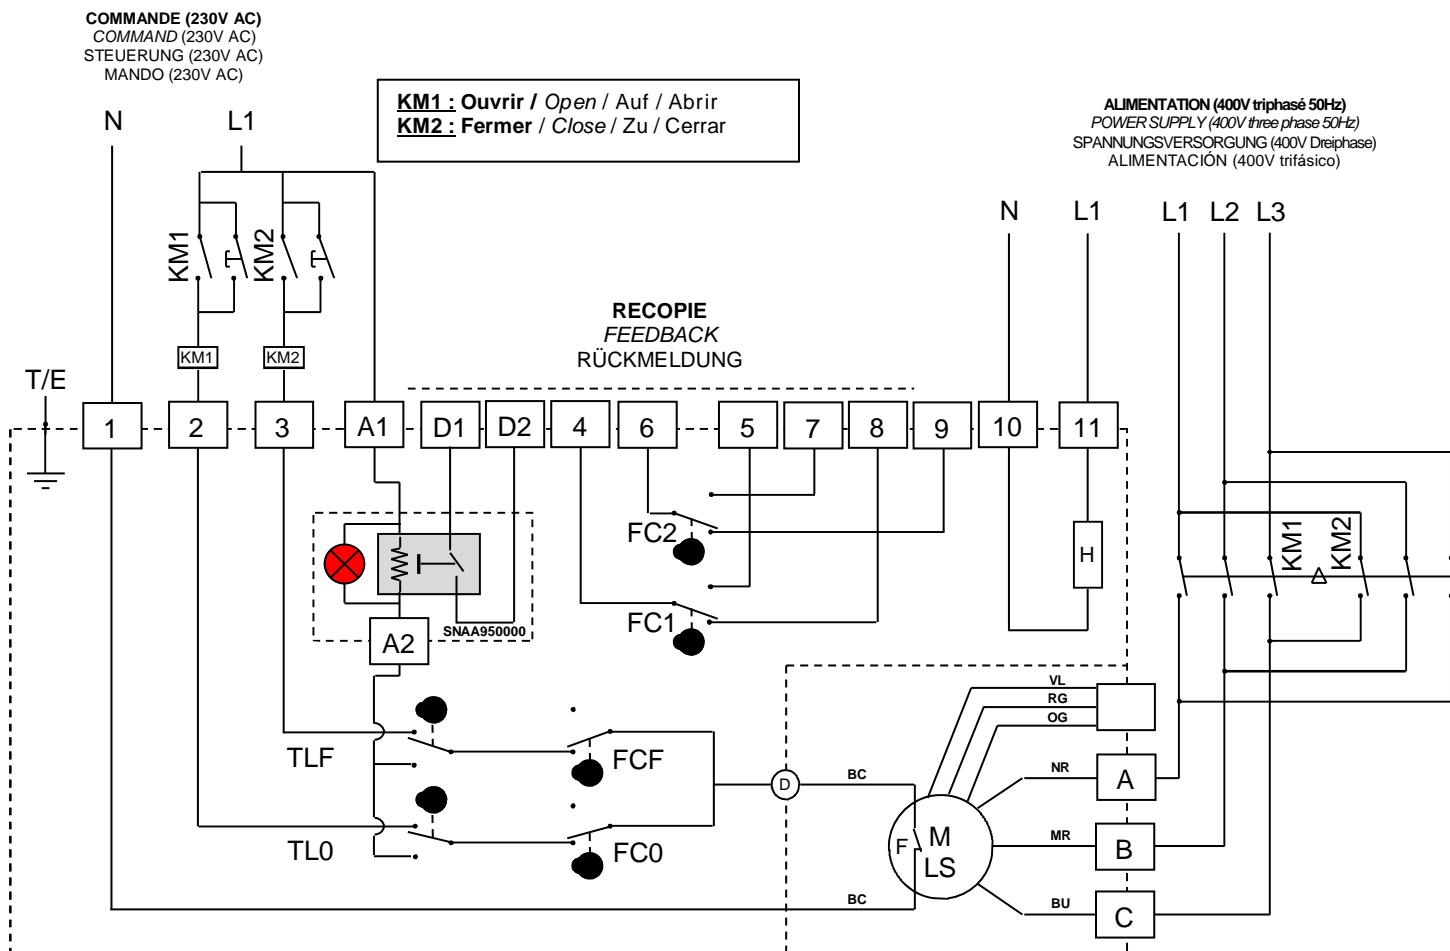 COMMANDE (230V AC)
COMMAND (230V AC)
STEUERUNG (230V AC)
MANDO (230V AC)
KM1 : Ouvrir / Open / Auf / Abrir
KM2 : Fermer / Close / Zu / Cerrar
ALIMENTATION (400V triphasé 50Hz)
POWER SUPPLY (400V three phase 50Hz)
SPANNUNGSVERSORGUNG (400V Dreiphase)
ALIMENTACIÓN (400V trifásico)
N L1
N L1 L1 L2 L3
KM1 KM2
RECOPIE
FEEDBACK
RÜCKMELDUNG
KM1 KM2
T/E
1 2 3 A1 D1 D2 4 6 5 7 8 9 10 11
FC2
KM1 KM2
H
FC1
SNAA950000
A2
VL
RG
OG
TLF FCF
D BC NR A
F M LS MR B
TL0 FC0
BC BU C